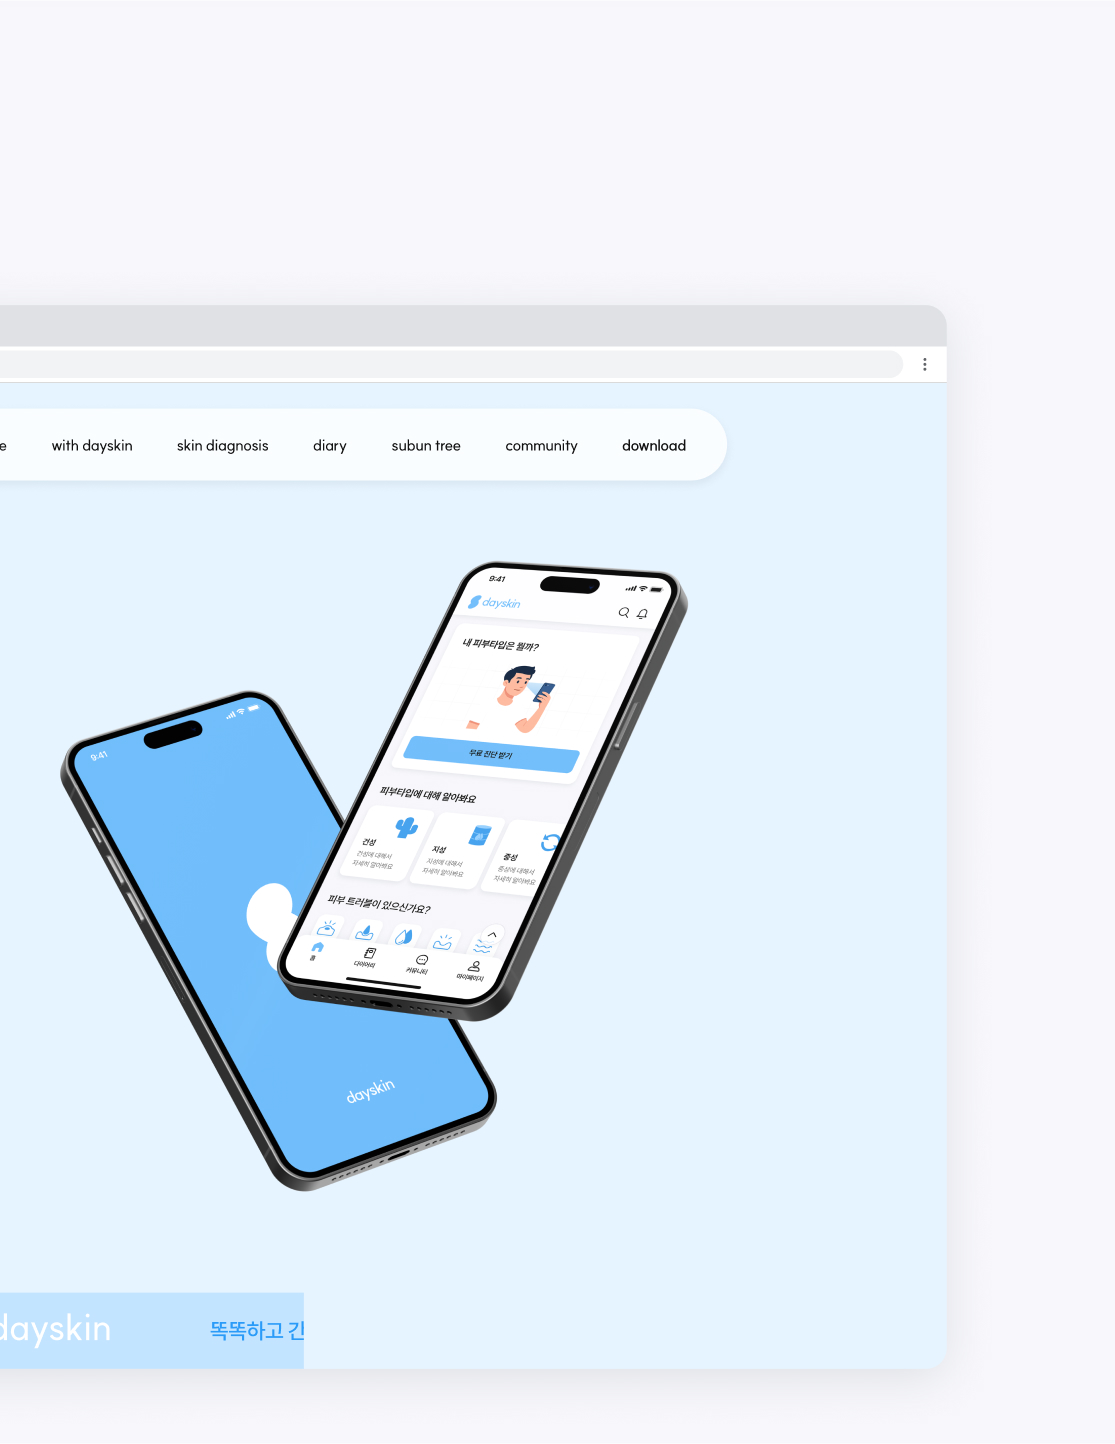 e with dayskin skin diagnosis diary subun tree community download
9:41
dayskin
내 피부타입은 뭘까?
무료 진단 받기
피부타입에 대해 알아봐요
건성
건성에 대해서
자세히 알아봐요
지성
지성에 대해서
자세히 알아봐요
중성
중성에 대해서
자세히 알아봐요
피부 트러블이 있으신가요?
홈 다이어리 커뮤니티 마이페이지
9:41
dayskin
dayskin 똑똑하고 간